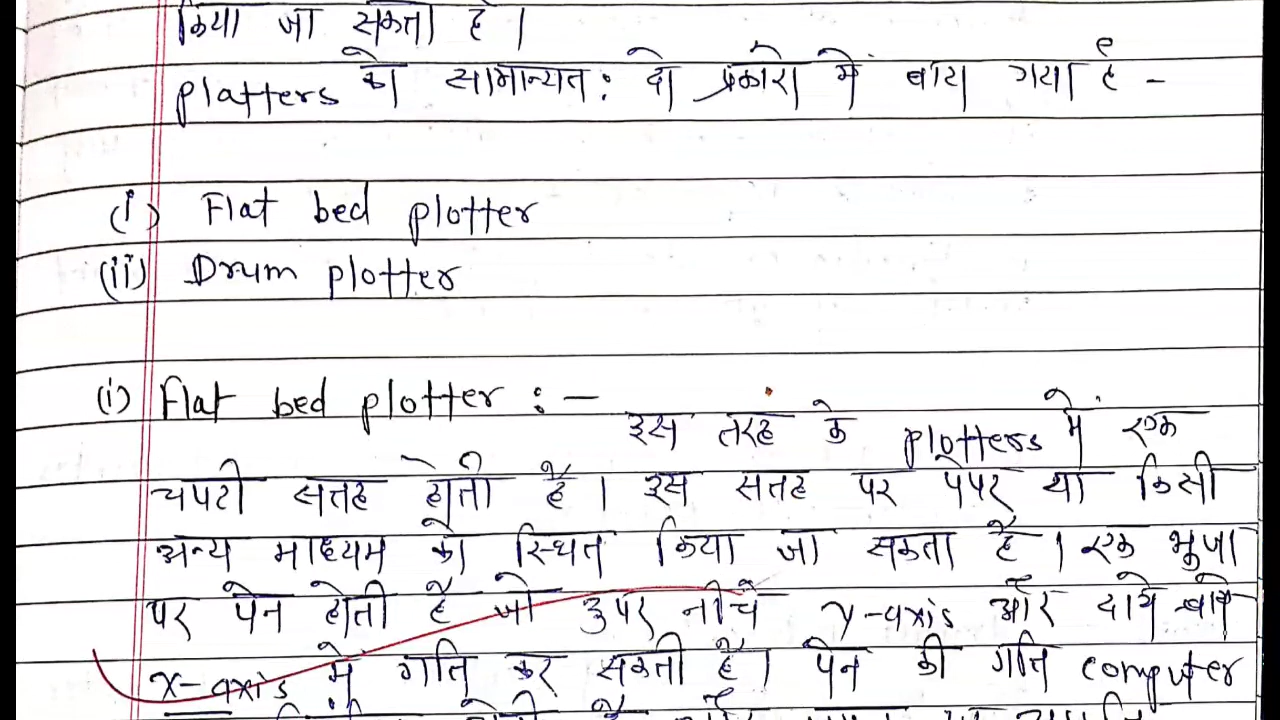 किया जा सकता है ।
platters को सामान्यत: दो प्रकारो में बाटा गया है -
(i) Flat bed plotter
(ii) Drum plotter
(i) Flat bed plotter : -
इस तरह के plotters में एक
चपटी सतह होती है । इस सतह पर पेपर या किसी
अन्य माध्यम को स्थित किया जा सकता है । एक भुजा
पर पेन होती है जो उपर नीचे y-axis और दाये बाये
x-axis में गति कर सकती है । पेन की गति computer